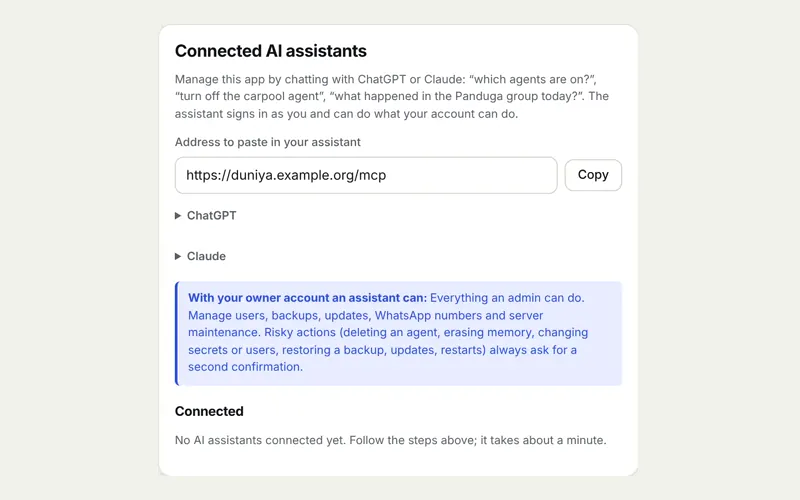 Connected AI assistants
Manage this app by chatting with ChatGPT or Claude: “which agents are on?”,
“turn off the carpool agent”, “what happened in the Panduga group today?”. The
assistant signs in as you and can do what your account can do.
Address to paste in your assistant
https://duniya.example.org/mcp
Copy
ChatGPT
Claude
With your owner account an assistant can: Everything an admin can do.
Manage users, backups, updates, WhatsApp numbers and server
maintenance. Risky actions (deleting an agent, erasing memory, changing
secrets or users, restoring a backup, updates, restarts) always ask for a
second confirmation.
Connected
No AI assistants connected yet. Follow the steps above; it takes about a minute.